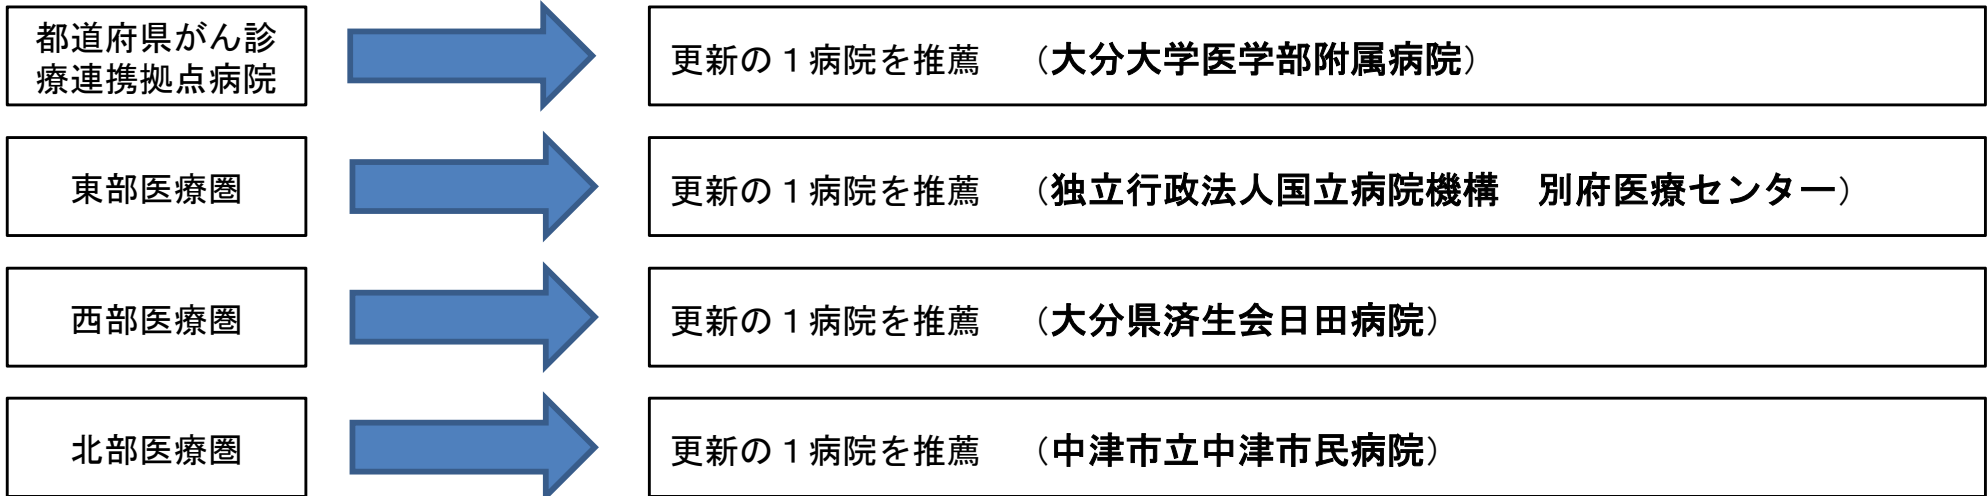 都道府県がん診
療連携拠点病院
更新の１病院を推薦　（大分大学医学部附属病院）
東部医療圏
更新の１病院を推薦　（独立行政法人国立病院機構　別府医療センター）
西部医療圏
更新の１病院を推薦　（大分県済生会日田病院）
北部医療圏
更新の１病院を推薦　（中津市立中津市民病院）